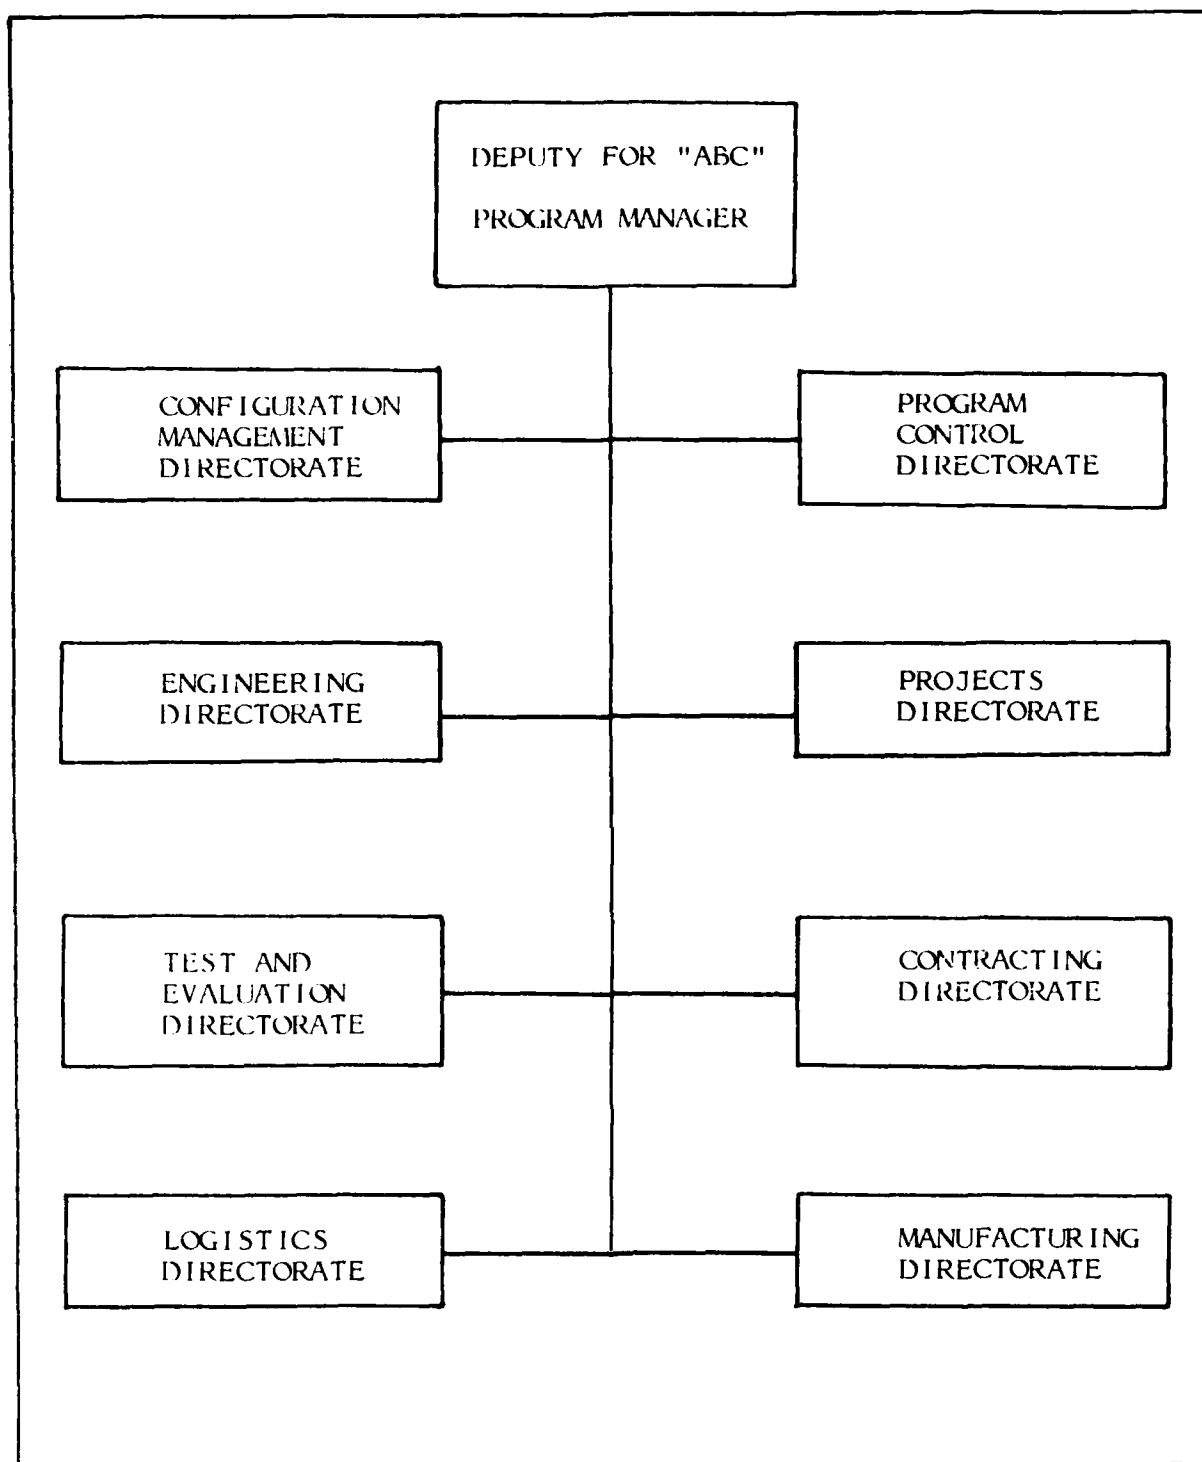 DEPUTY FOR "ABC"
PROGRAM MANAGER
CONFIGURATION
MANAGEMENT
DIRECTORATE
PROGRAM
CONTROL
DIRECTORATE
ENGINEERING
DIRECTORATE
PROJECTS
DIRECTORATE
TEST AND
EVALUATION
DIRECTORATE
CONTRACTING
DIRECTORATE
LOGISTICS
DIRECTORATE
MANUFACTURING
DIRECTORATE